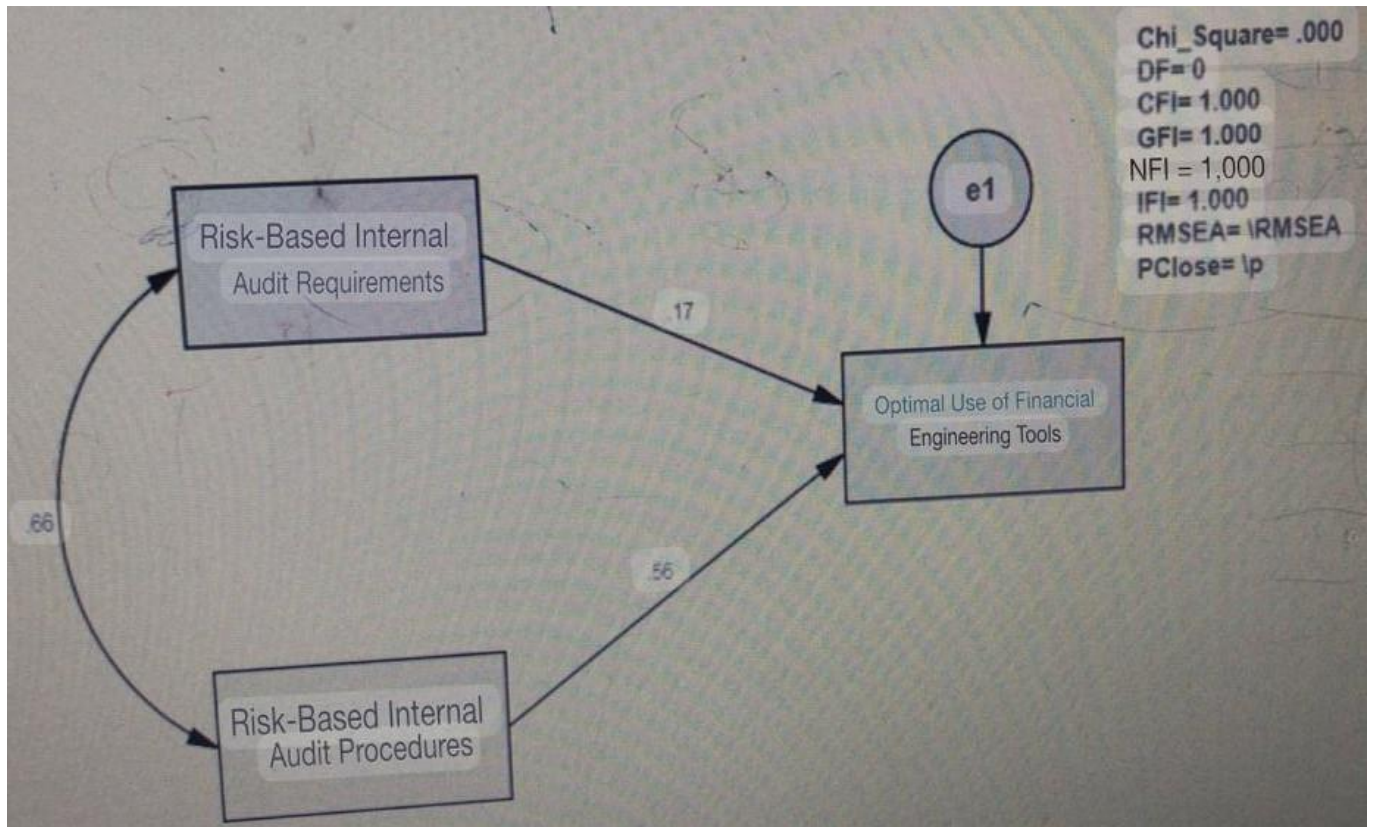 Chi_Square= .000
DF= 0
CFI= 1.000
GFI= 1.000
NFI = 1,000
IFI= 1.000
RMSEA= \RMSEA
PClose= \p
e1
Risk-Based Internal
Audit Requirements
.17
Optimal Use of Financial
Engineering Tools
.66
.56
Risk-Based Internal
Audit Procedures